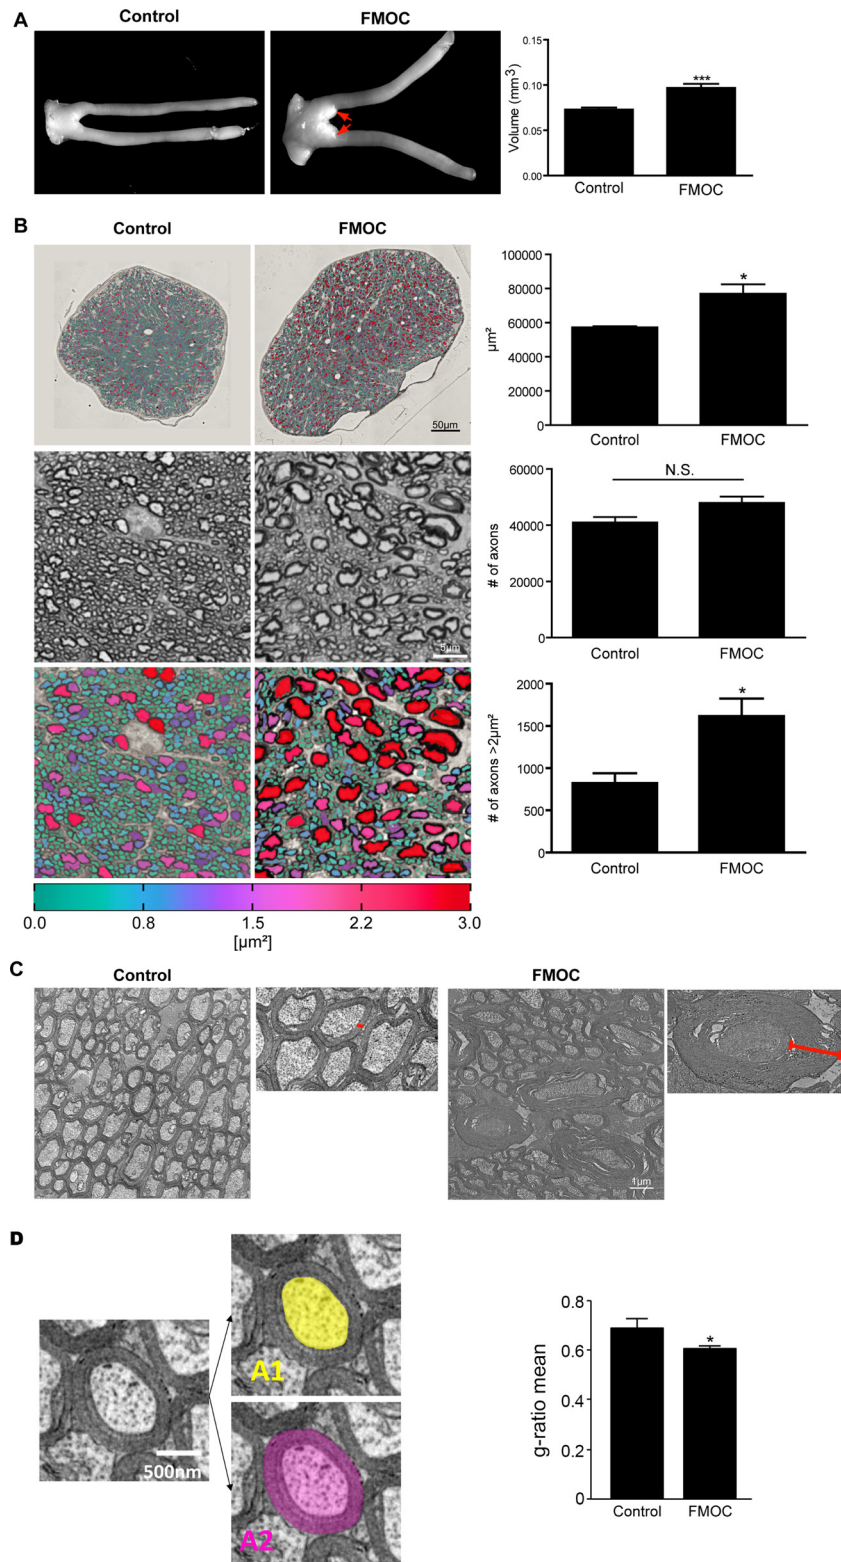 A
Control
FMOC
Volume (mm³)
0.15
0.10
0.05
0.00
***
Control
FMOC
B
Control
FMOC
50µm
µm²
100000
80000
60000
40000
20000
0
*
Control
FMOC
5µm
# of axons
60000
40000
20000
0
N.S.
Control
FMOC
# of axons >2µm²
2000
1500
1000
500
0
*
Control
FMOC
0.0
0.8
1.5
2.2
3.0
[µm²]
C
Control
FMOC
1µm
D
500nm
A1
A2
g-ratio mean
0.8
0.6
0.4
0.2
0
*
Control
FMOC